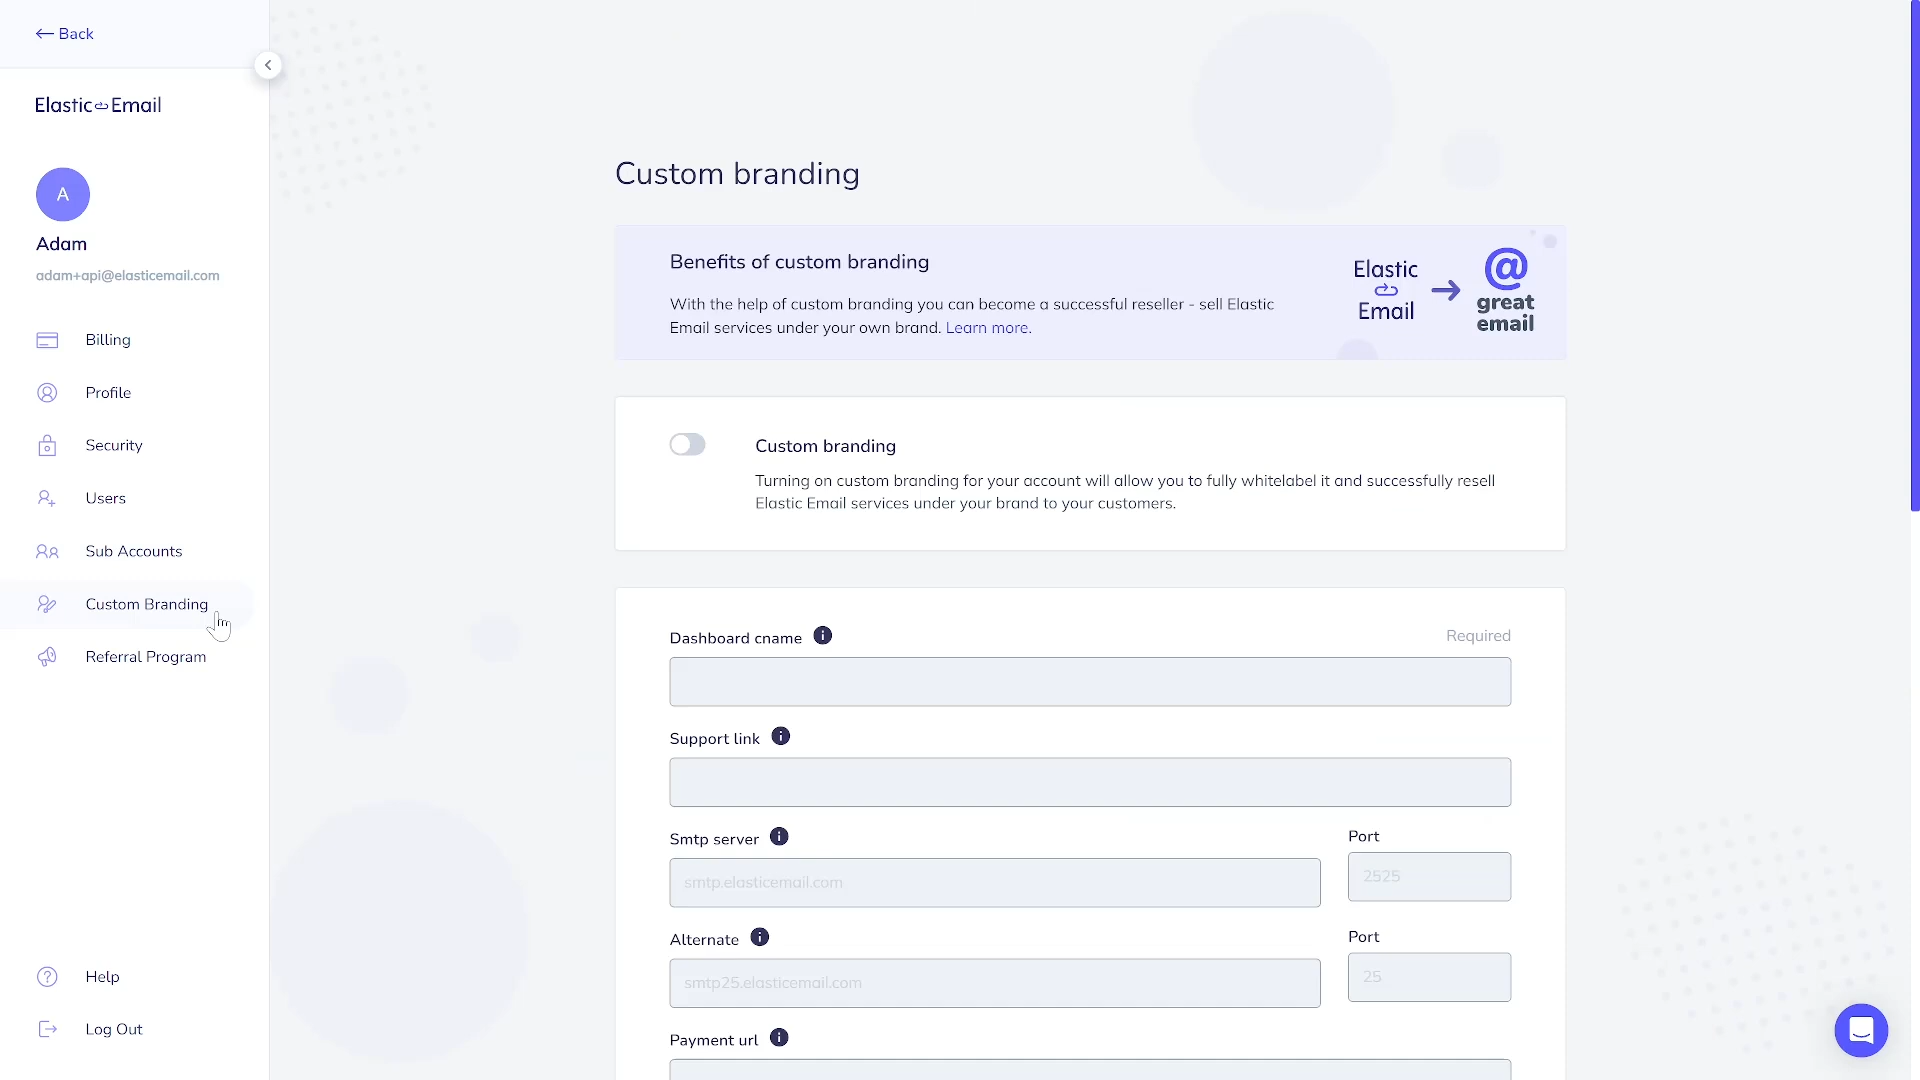 Back
Elastic Email
A
Adam
adam+api@elasticemail.com
Billing
Profile
Security
Users
Sub Accounts
Custom Branding
Referral Program
Help
Log Out
Custom branding
Benefits of custom branding
With the help of custom branding you can become a successful reseller - sell Elastic
Email services under your own brand. Learn more.
Elastic
Email
@
great
email
Custom branding
Turning on custom branding for your account will allow you to fully whitelabel it and successfully resell
Elastic Email services under your brand to your customers.
Dashboard cname i Required
Support link i
Smtp server i Port
smtp.elasticemail.com 2525
Alternate i Port
smtp25.elasticemail.com 25
Payment url i